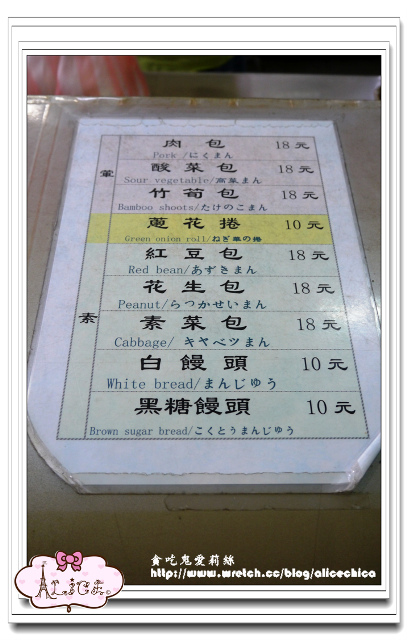 葷
肉包 18元
Pork/にくまん
酸菜包 18元
Sour vegetable/高菜まん
竹筍包 18元
Bamboo shoots/たけのこまん
蔥花捲 10元
Green onion roll/ねぎ菜の捲
素
紅豆包 18元
Red bean/あずきまん
花生包 18元
Peanut/らつかせいまん
素菜包 18元
Cabbage/ キヤベツまん
白饅頭 10元
White bread/まんじゆう
黑糖饅頭 10元
Brown sugar bread/こくとうまんじゆう
貪吃鬼愛莉絲
http://www.wretch.cc/blog/alicechica
ALICE